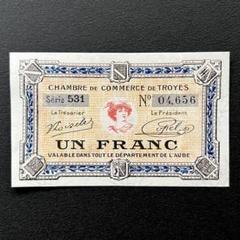 CHAMBRE DE COMMERCE DE TROYES
Série 531 No 04,656
Le Trésorier Le Président
UN FRANC
VALABLE DANS TOUT LE DÉPARTEMENT DE L'AUBE